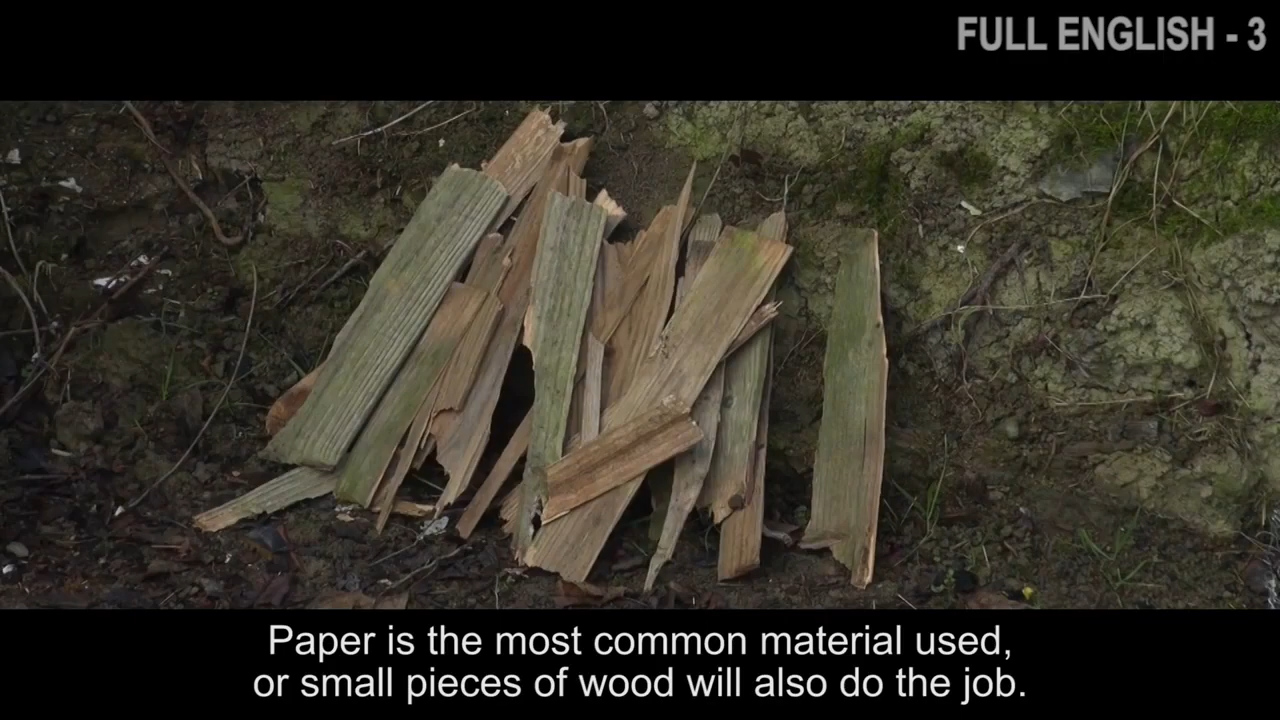 FULL ENGLISH - 3
Paper is the most common material used,
or small pieces of wood will also do the job.